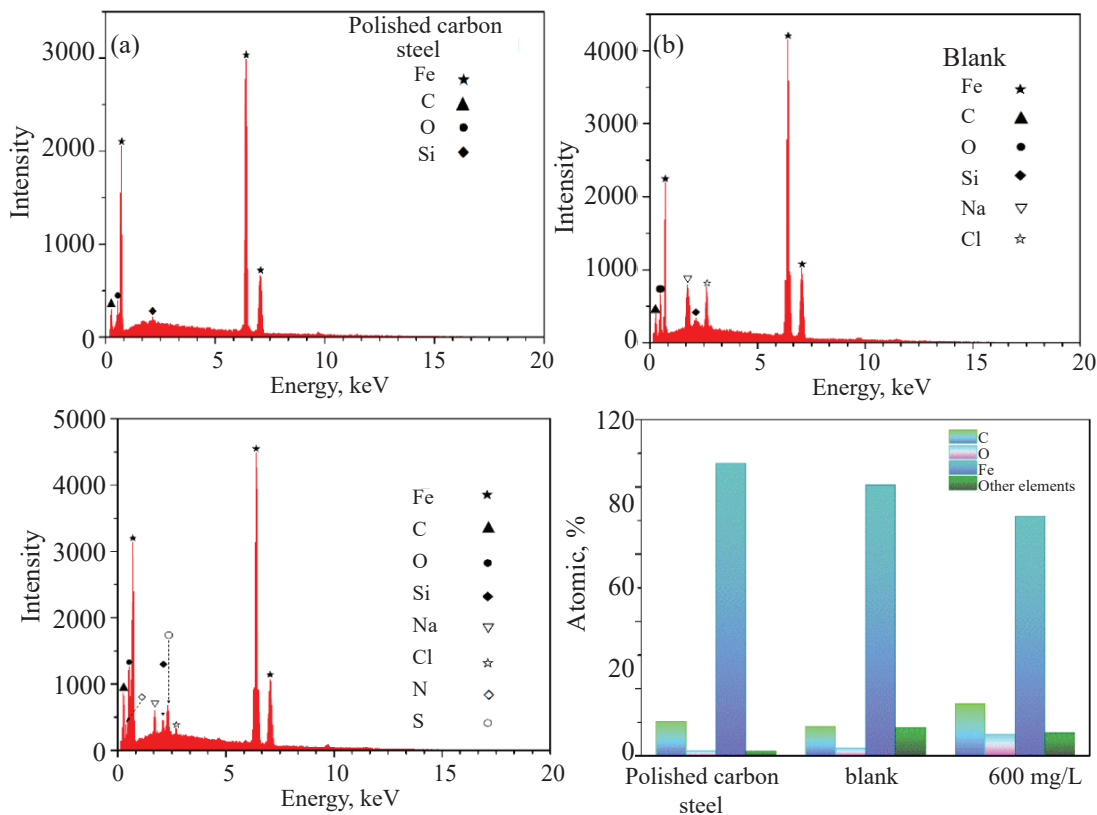 (a)
Polished carbon
steel
Fe
C
O
Si
3000
2000
1000
0
Intensity
0
5
10
15
20
Energy, keV
(b)
Blank
Fe
C
O
Si
Na
Cl
4000
4000
3000
2000
1000
0
Intensity
0
5
10
15
20
Energy, keV
5000
4000
3000
2000
1000
0
Intensity
Fe
C
O
Si
Na
Cl
N
S
0
5
10
15
20
Energy, keV
120
80
60
20
0
Atomic, %
C
O
Fe
Other elements
Polished carbon
steel
blank
600 mg/L